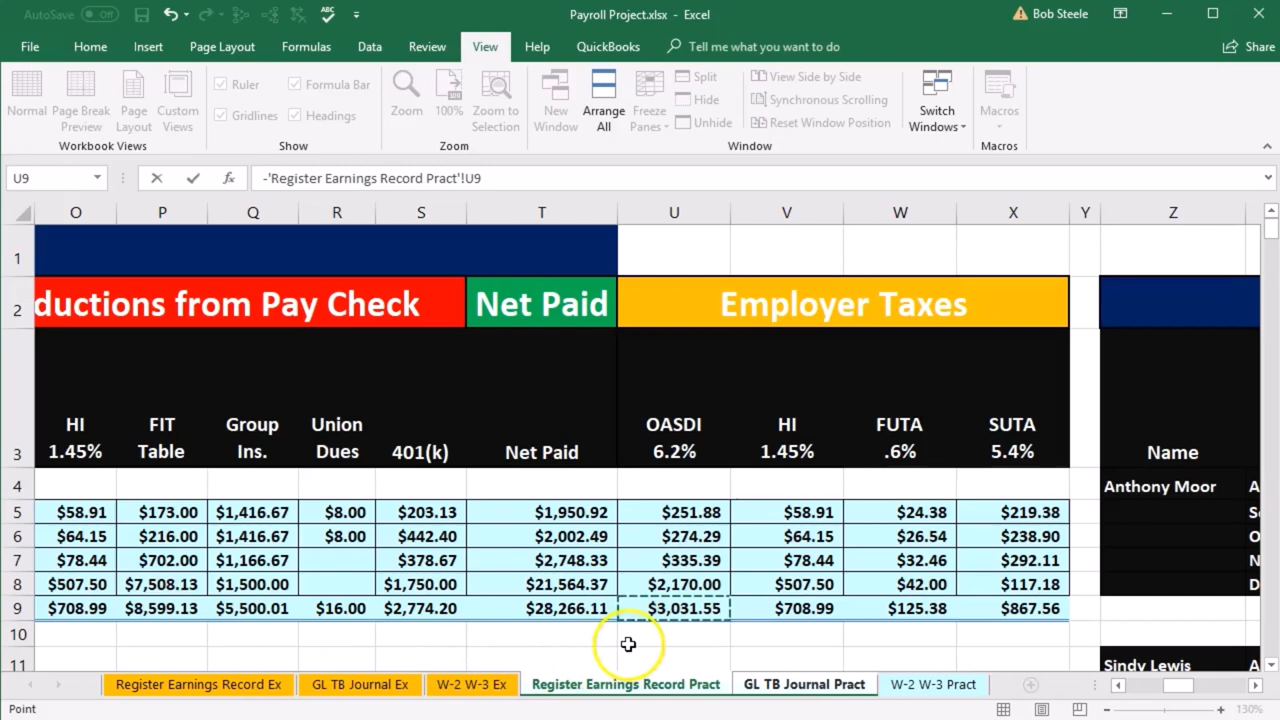 AutoSave Off ABC Payroll Project.xlsx - Excel Bob Steele
File Home Insert Page Layout Formulas Data Review View Help QuickBooks Tell me what you want to do Share
Normal Page Break Preview Page Layout Custom Views
Workbook Views
Ruler Formula Bar
Gridlines Headings
Show
Zoom 100% Zoom to Selection
Zoom
New Window Arrange All Freeze Panes Split Hide Unhide
View Side by Side
Synchronous Scrolling
Reset Window Position
Switch Windows
Window
Macros
Macros
U9 fx -'Register Earnings Record Pract'!U9
O P Q R S T U V W X Y Z
1
2 ductions from Pay Check Net Paid Employer Taxes
HI FIT Group Union OASDI HI FUTA SUTA
3 1.45% Table Ins. Dues 401(k) Net Paid 6.2% 1.45% .6% 5.4% Name
4 Anthony Moor A
5 $58.91 $173.00 $1,416.67 $8.00 $203.13 $1,950.92 $251.88 $58.91 $24.38 $219.38
6 $64.15 $216.00 $1,416.67 $8.00 $442.40 $2,002.49 $274.29 $64.15 $26.54 $238.90
7 $78.44 $702.00 $1,166.67 $378.67 $2,748.33 $335.39 $78.44 $32.46 $292.11
8 $507.50 $7,508.13 $1,500.00 $1,750.00 $21,564.37 $2,170.00 $507.50 $42.00 $117.18
9 $708.99 $8,599.13 $5,500.01 $16.00 $2,774.20 $28,266.11 $3,031.55 $708.99 $125.38 $867.56
10
11 Sindy Lewis A
Register Earnings Record Ex GL TB Journal Ex W-2 W-3 Ex Register Earnings Record Pract GL TB Journal Pract W-2 W-3 Pract
Point 130%